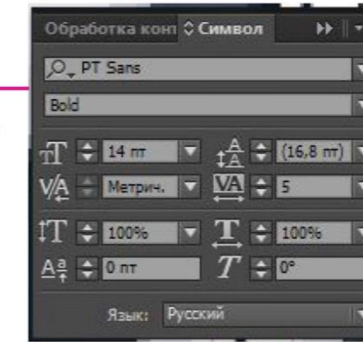 Обработка конт Символ
PT Sans
Bold
14 пт (16,8 пт)
Метрич. 5
100% 100%
0 пт 0°
Язык: Русский